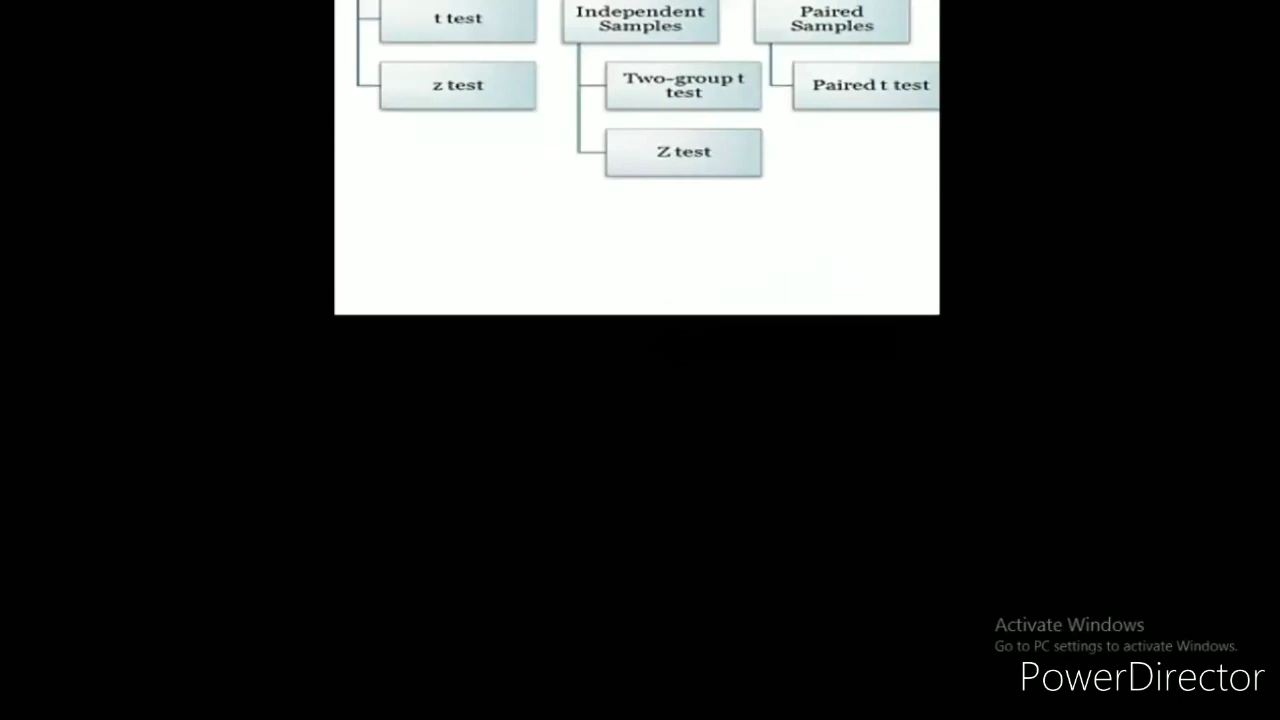 t test
Independent
Samples
Paired
Samples
z test
Two-group t
test
Paired t test
Z test
Activate Windows
Go to PC settings to activate Windows.
PowerDirector